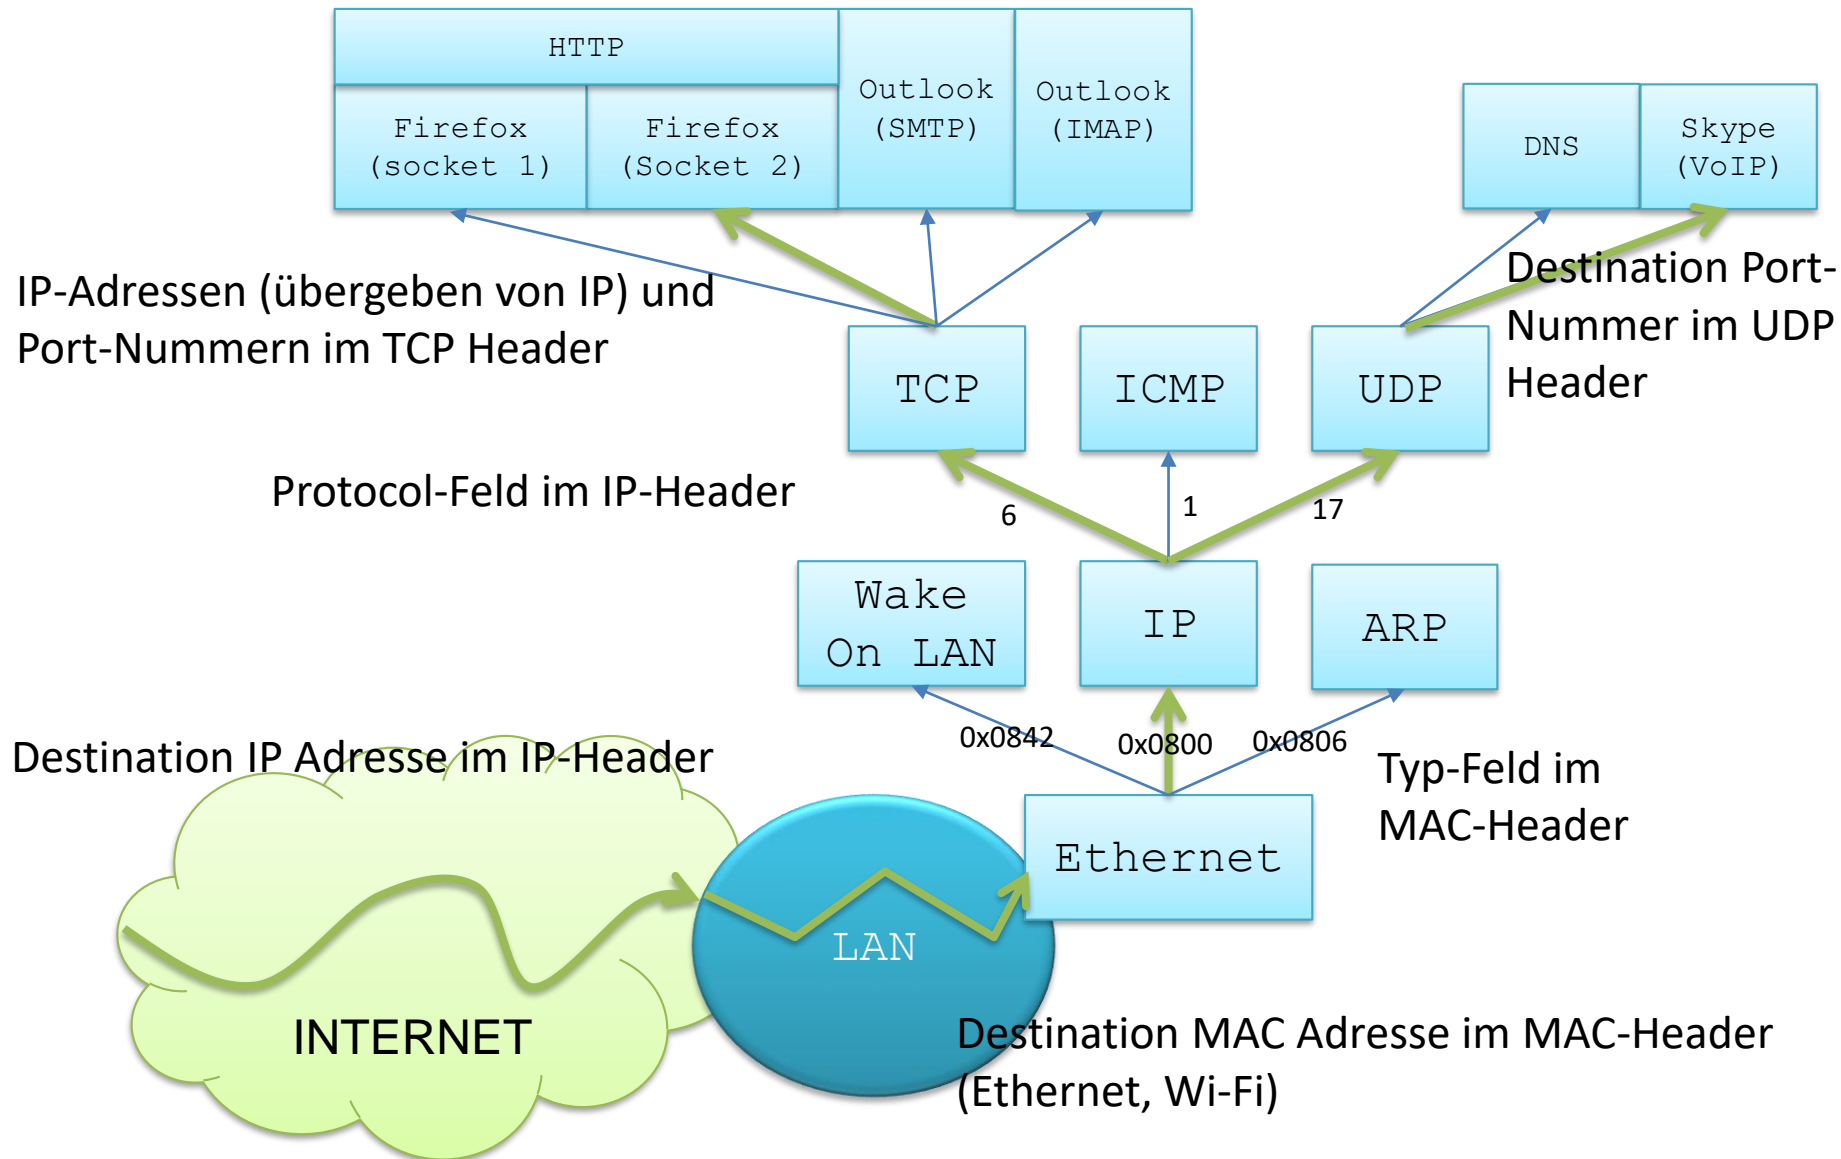 HTTP
Firefox
(socket 1)
Firefox
(Socket 2)
Outlook
(SMTP)
Outlook
(IMAP)
DNS
Skype
(VoIP)
IP-Adressen (übergeben von IP) und
Port-Nummern im TCP Header
Destination Port-
Nummer im UDP
Header
TCP
ICMP
UDP
Protocol-Feld im IP-Header
6
1
17
Wake
On LAN
IP
ARP
0x0842
0x0800
0x0806
Destination IP Adresse im IP-Header
Typ-Feld im
MAC-Header
Ethernet
LAN
INTERNET
Destination MAC Adresse im MAC-Header
(Ethernet, Wi-Fi)